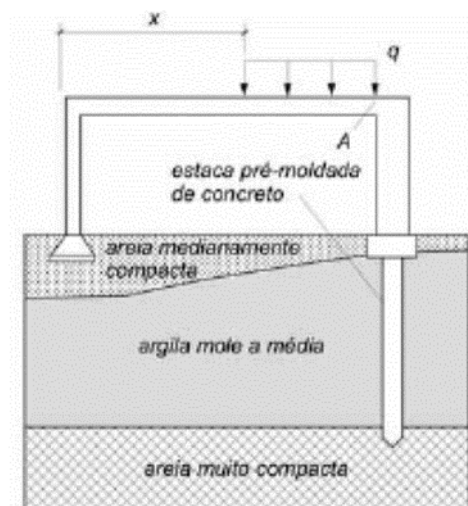 x
q
A
estaca pré-moldada
de concreto
areia medianamente
compacta
argila mole a média
areia muito compacta